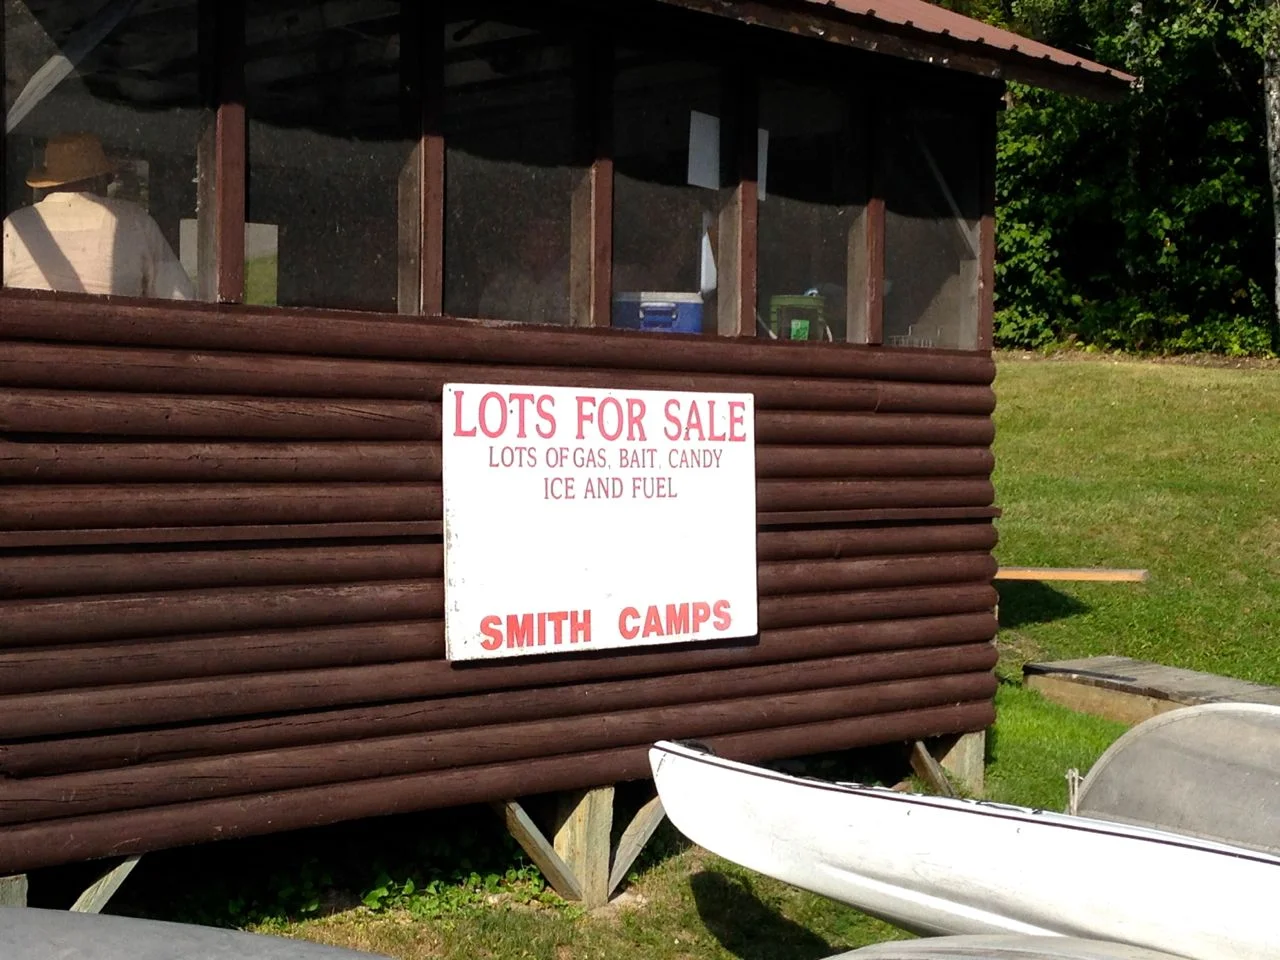 LOTS FOR SALE
LOTS OF GAS, BAIT, CANDY
ICE AND FUEL
SMITH CAMPS